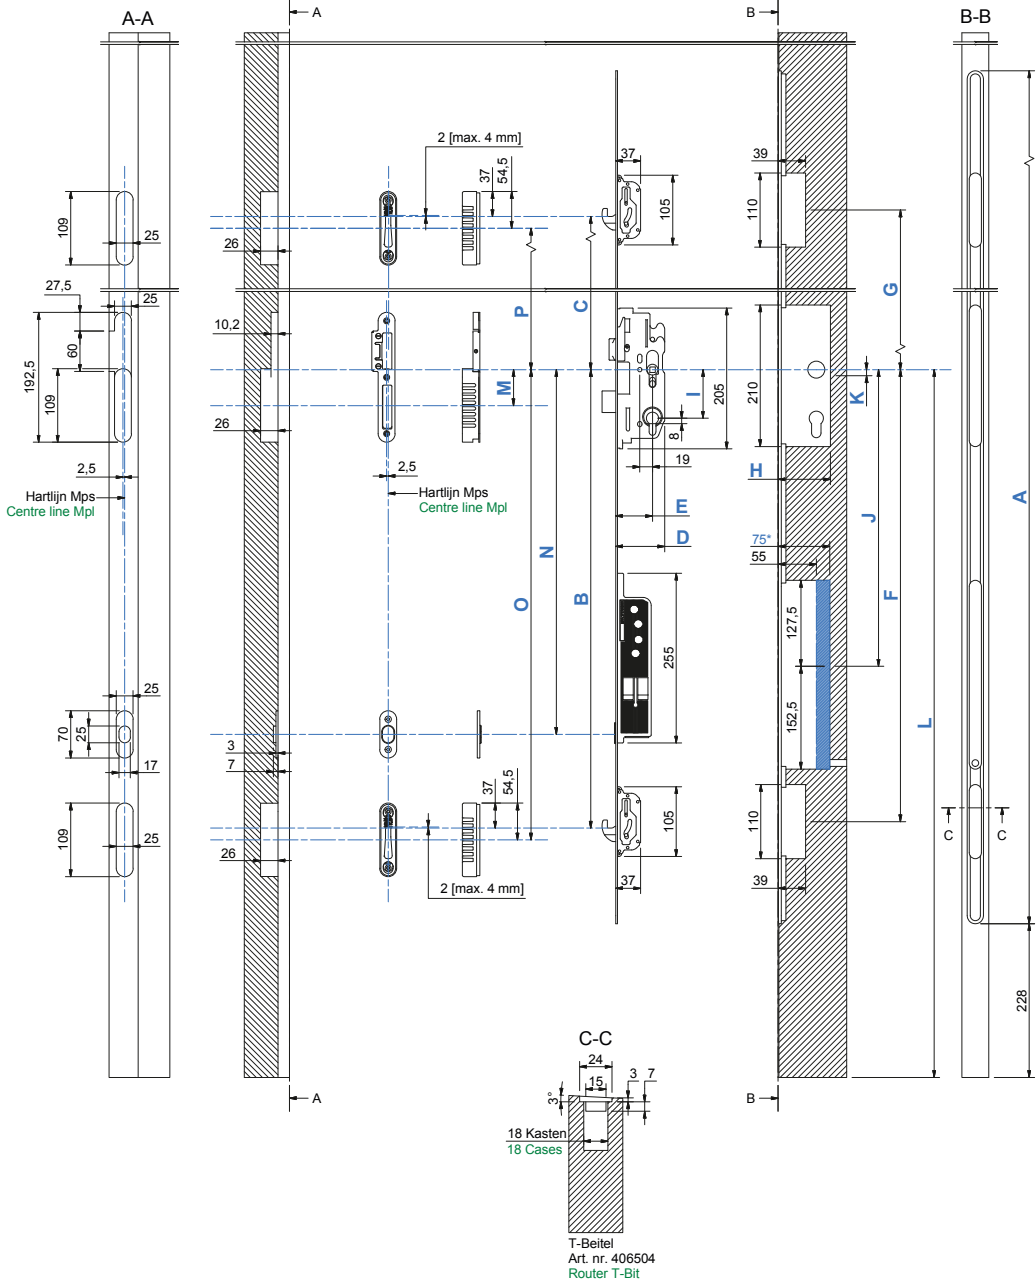 A
B
A-A
B-B
2 [max. 4 mm]
37
54,5
37
39
109
25
26
105
110
G
27,5
25
10,2
P
C
60
192,5
109
M
I
205
210
K
26
8
2,5
2,5
19
H
Hartlijn Mps
Centre line Mpl
Hartlijn Mps
Centre line Mpl
E
D
J
A
75*
55
N
O
B
F
127,5
255
152,5
L
25
70
25
17
3
7
37
54,5
109
25
26
105
110
C
C
2 [max. 4 mm]
37
39
228
C-C
24
15
3
7
3°
A
B
18 Kasten
18 Cases
T-Beitel
Art. nr. 406504
Router T-Bit